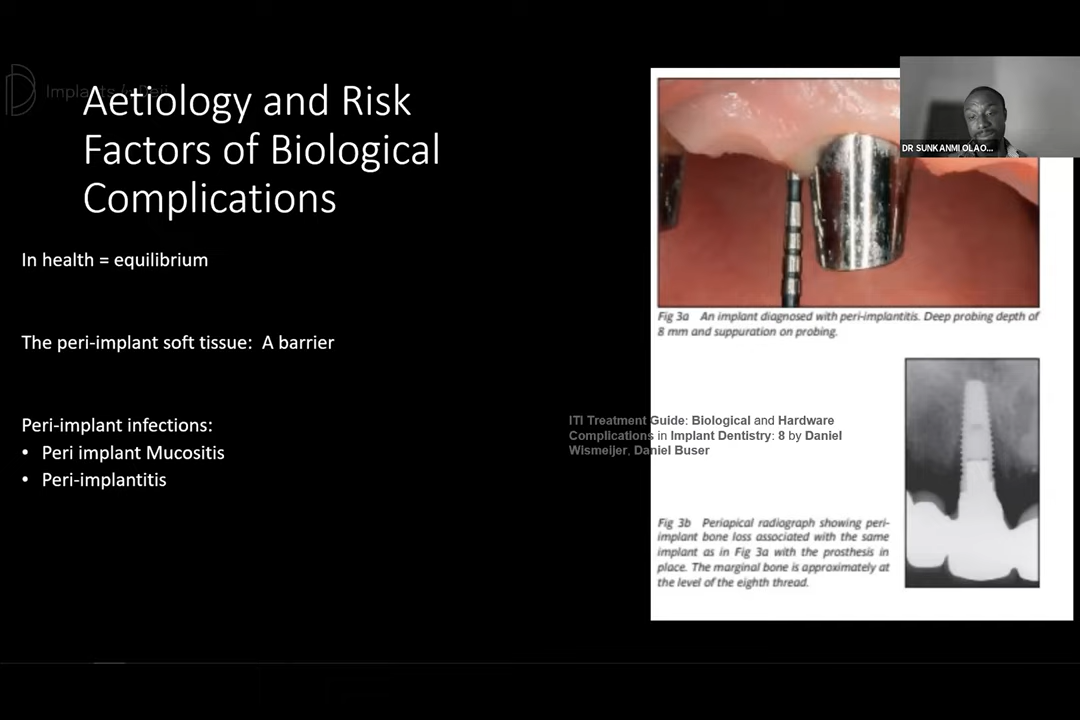 Implants
Aetiology and Risk
Factors of Biological
Complications
In health = equilibrium
The peri-implant soft tissue: A barrier
Peri-implant infections:
• Peri implant Mucositis
• Peri-implantitis
DR SUNKANMI OLAO...
Fig 3a An implant diagnosed with peri-implantitis. Deep probing depth of
8 mm and suppuration on probing.
ITI Treatment Guide: Biological and Hardware
Complications in Implant Dentistry: 8 by Daniel
Wismeijer, Daniel Buser
Fig 3b Periapical radiograph showing peri-
implant bone loss associated with the same
implant as in Fig 3a with the prosthesis in
place. The marginal bone is approximately at
the level of the eighth thread.